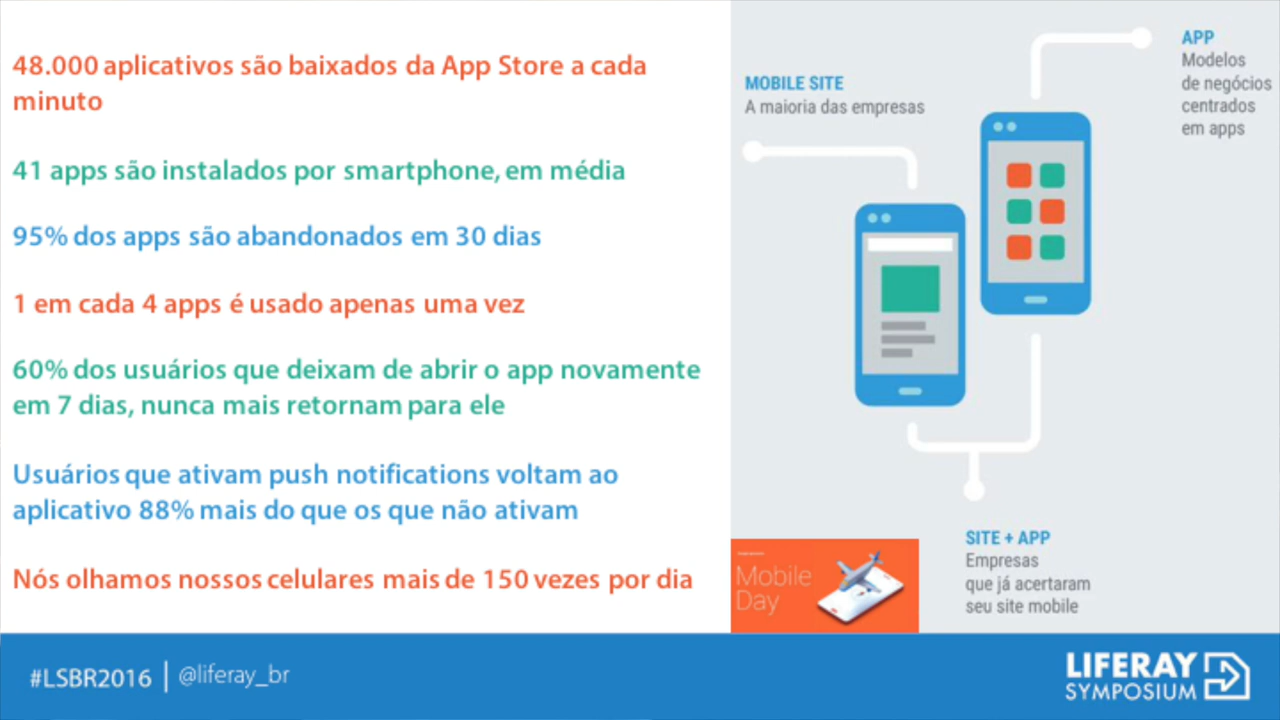 48.000 aplicativos são baixados da App Store a cada
minuto
41 apps são instalados por smartphone, em média
95% dos apps são abandonados em 30 dias
1 em cada 4 apps é usado apenas uma vez
60% dos usuários que deixam de abrir o app novamente
em 7 dias, nunca mais retornam para ele
Usuários que ativam push notifications voltam ao
aplicativo 88% mais do que os que não ativam
Nós olhamos nossos celulares mais de 150 vezes por dia
MOBILE SITE
A maioria das empresas
APP
Modelos
de negócios
centrados
em apps
SITE + APP
Empresas
que já acertaram
seu site mobile
Mobile
Day
#LSBR2016
@liferay_br
LIFERAY
SYMPOSIUM